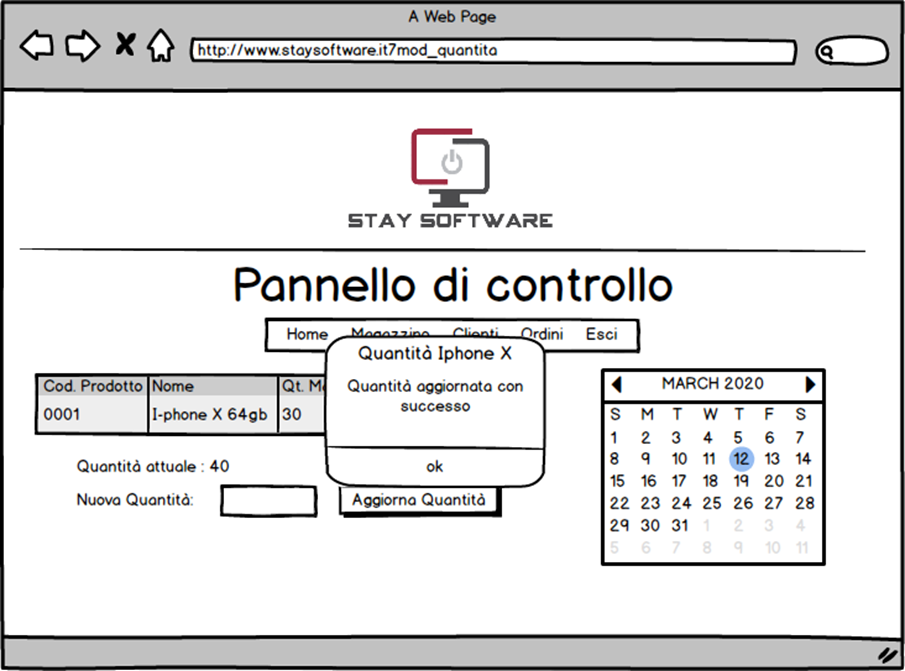 A Web Page
http://www.staysoftware.it7mod_quantita
STAY SOFTWARE
Pannello di controllo
Home Magazzino Clienti Ordini Esci
Quantità Iphone X
Quantità aggiornata con
successo
ok
Cod. Prodotto Nome Qt.
0001 I-phone X 64gb 30
Quantità attuale : 40
Nuova Quantità: Aggiorna Quantità
MARCH 2020
S M T W T F S
1 2 3 4 5 6 7
8 9 10 11 12 13 14
15 16 17 18 19 20 21
22 23 24 25 26 27 28
29 30 31 1 2 3 4
5 6 7 8 9 10 11